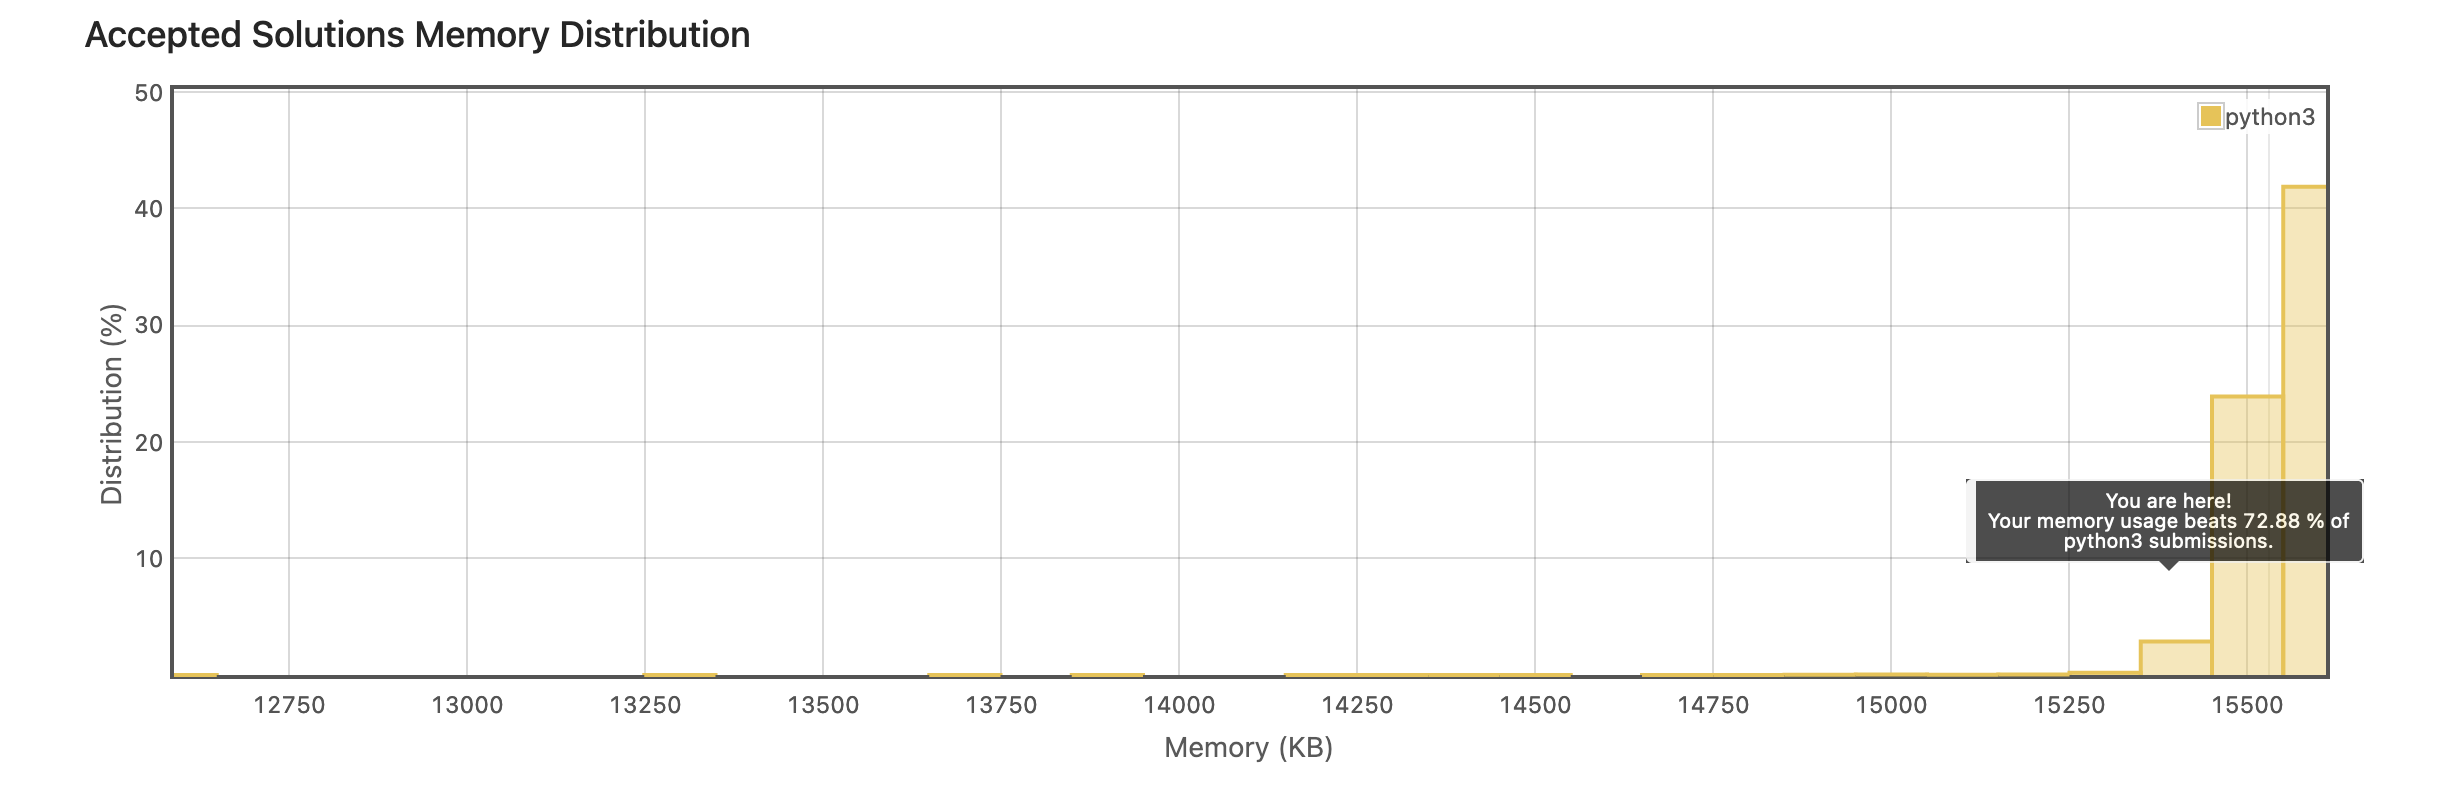 Accepted Solutions Memory Distribution
50
python3
40
30
20
10
Distribution (%)
You are here!
Your memory usage beats 72.88 % of
python3 submissions.
12750 13000 13250 13500 13750 14000 14250 14500 14750 15000 15250 15500
Memory (KB)